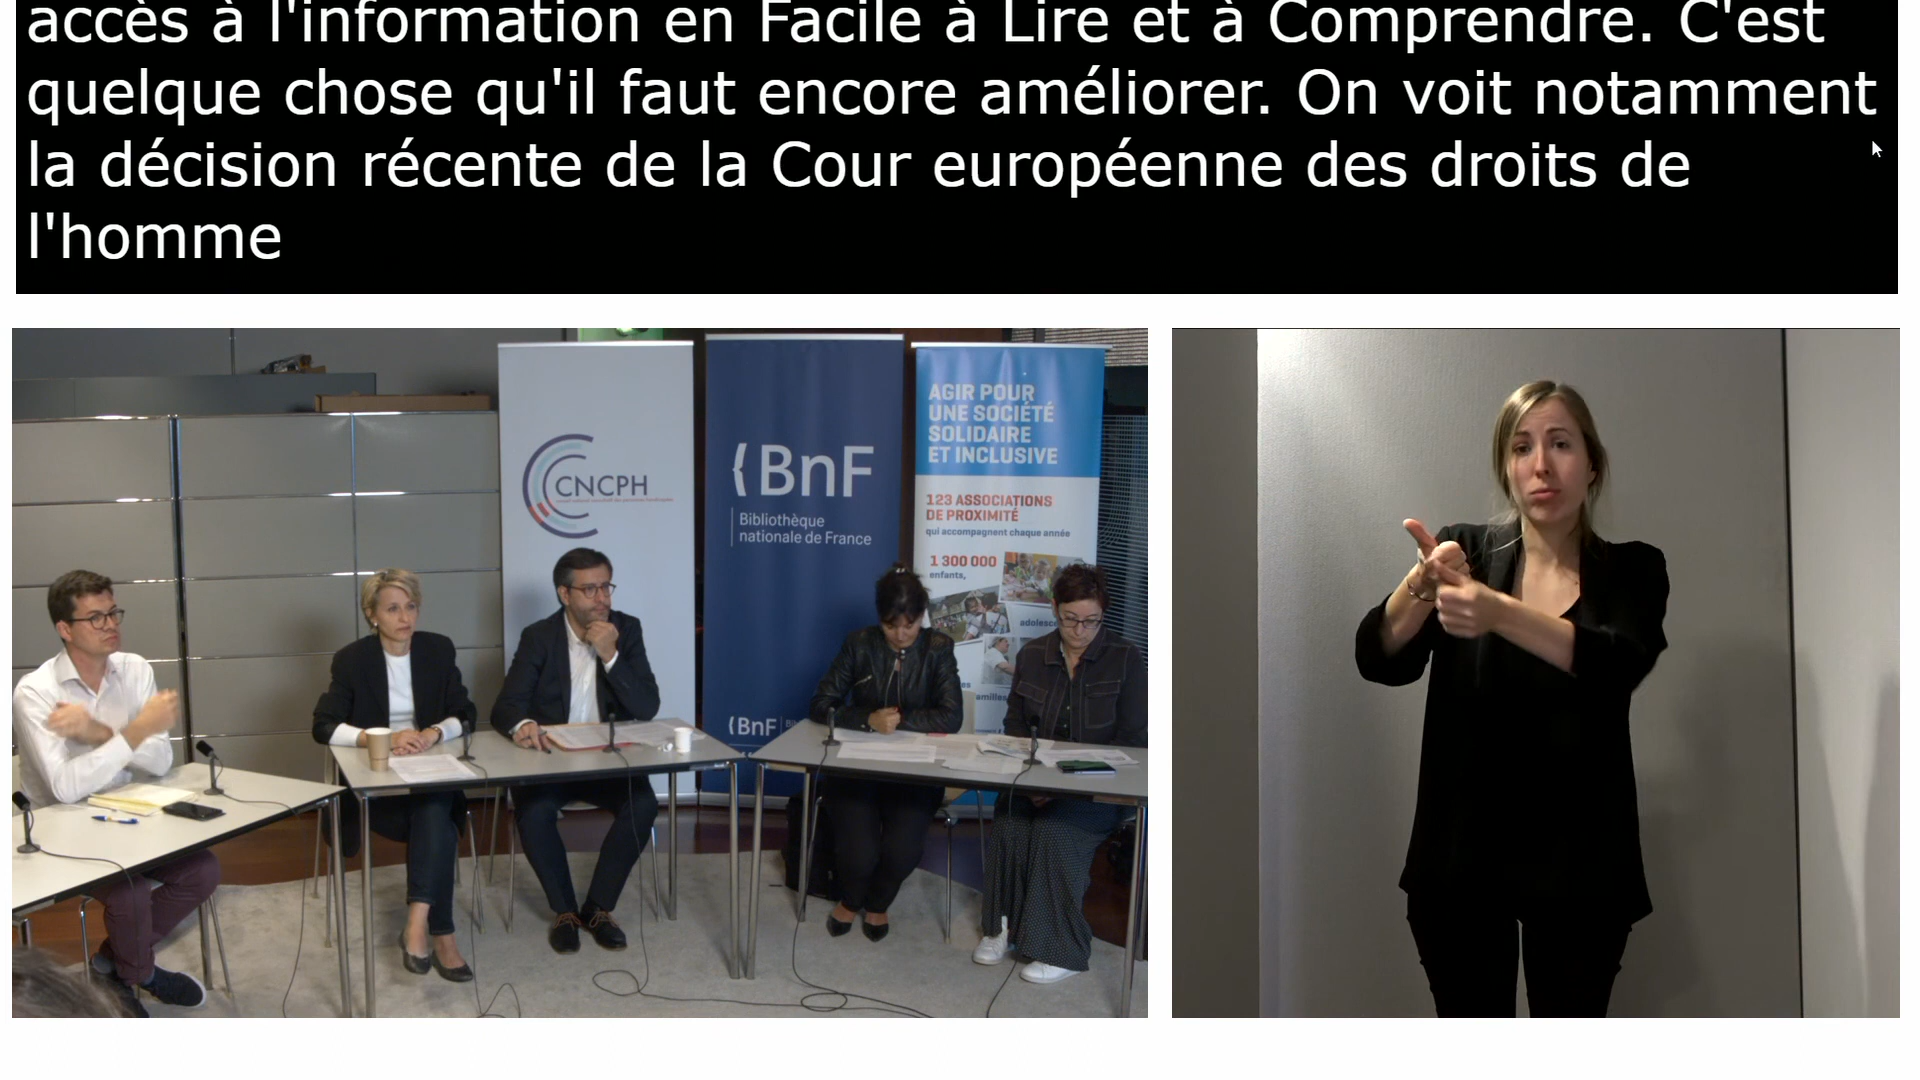 accès à l'information en Facile à Lire et à Comprendre. C'est
quelque chose qu'il faut encore améliorer. On voit notamment
la décision récente de la Cour européenne des droits de
l'homme
CNCPH
BnF
Bibliothèque
nationale de France
BnF
AGIR POUR
UNE SOCIÉTÉ
SOLIDAIRE
ET INCLUSIVE
123 ASSOCIATIONS
DE PROXIMITÉ
qui accompagnent chaque année
1 300 000
enfants,